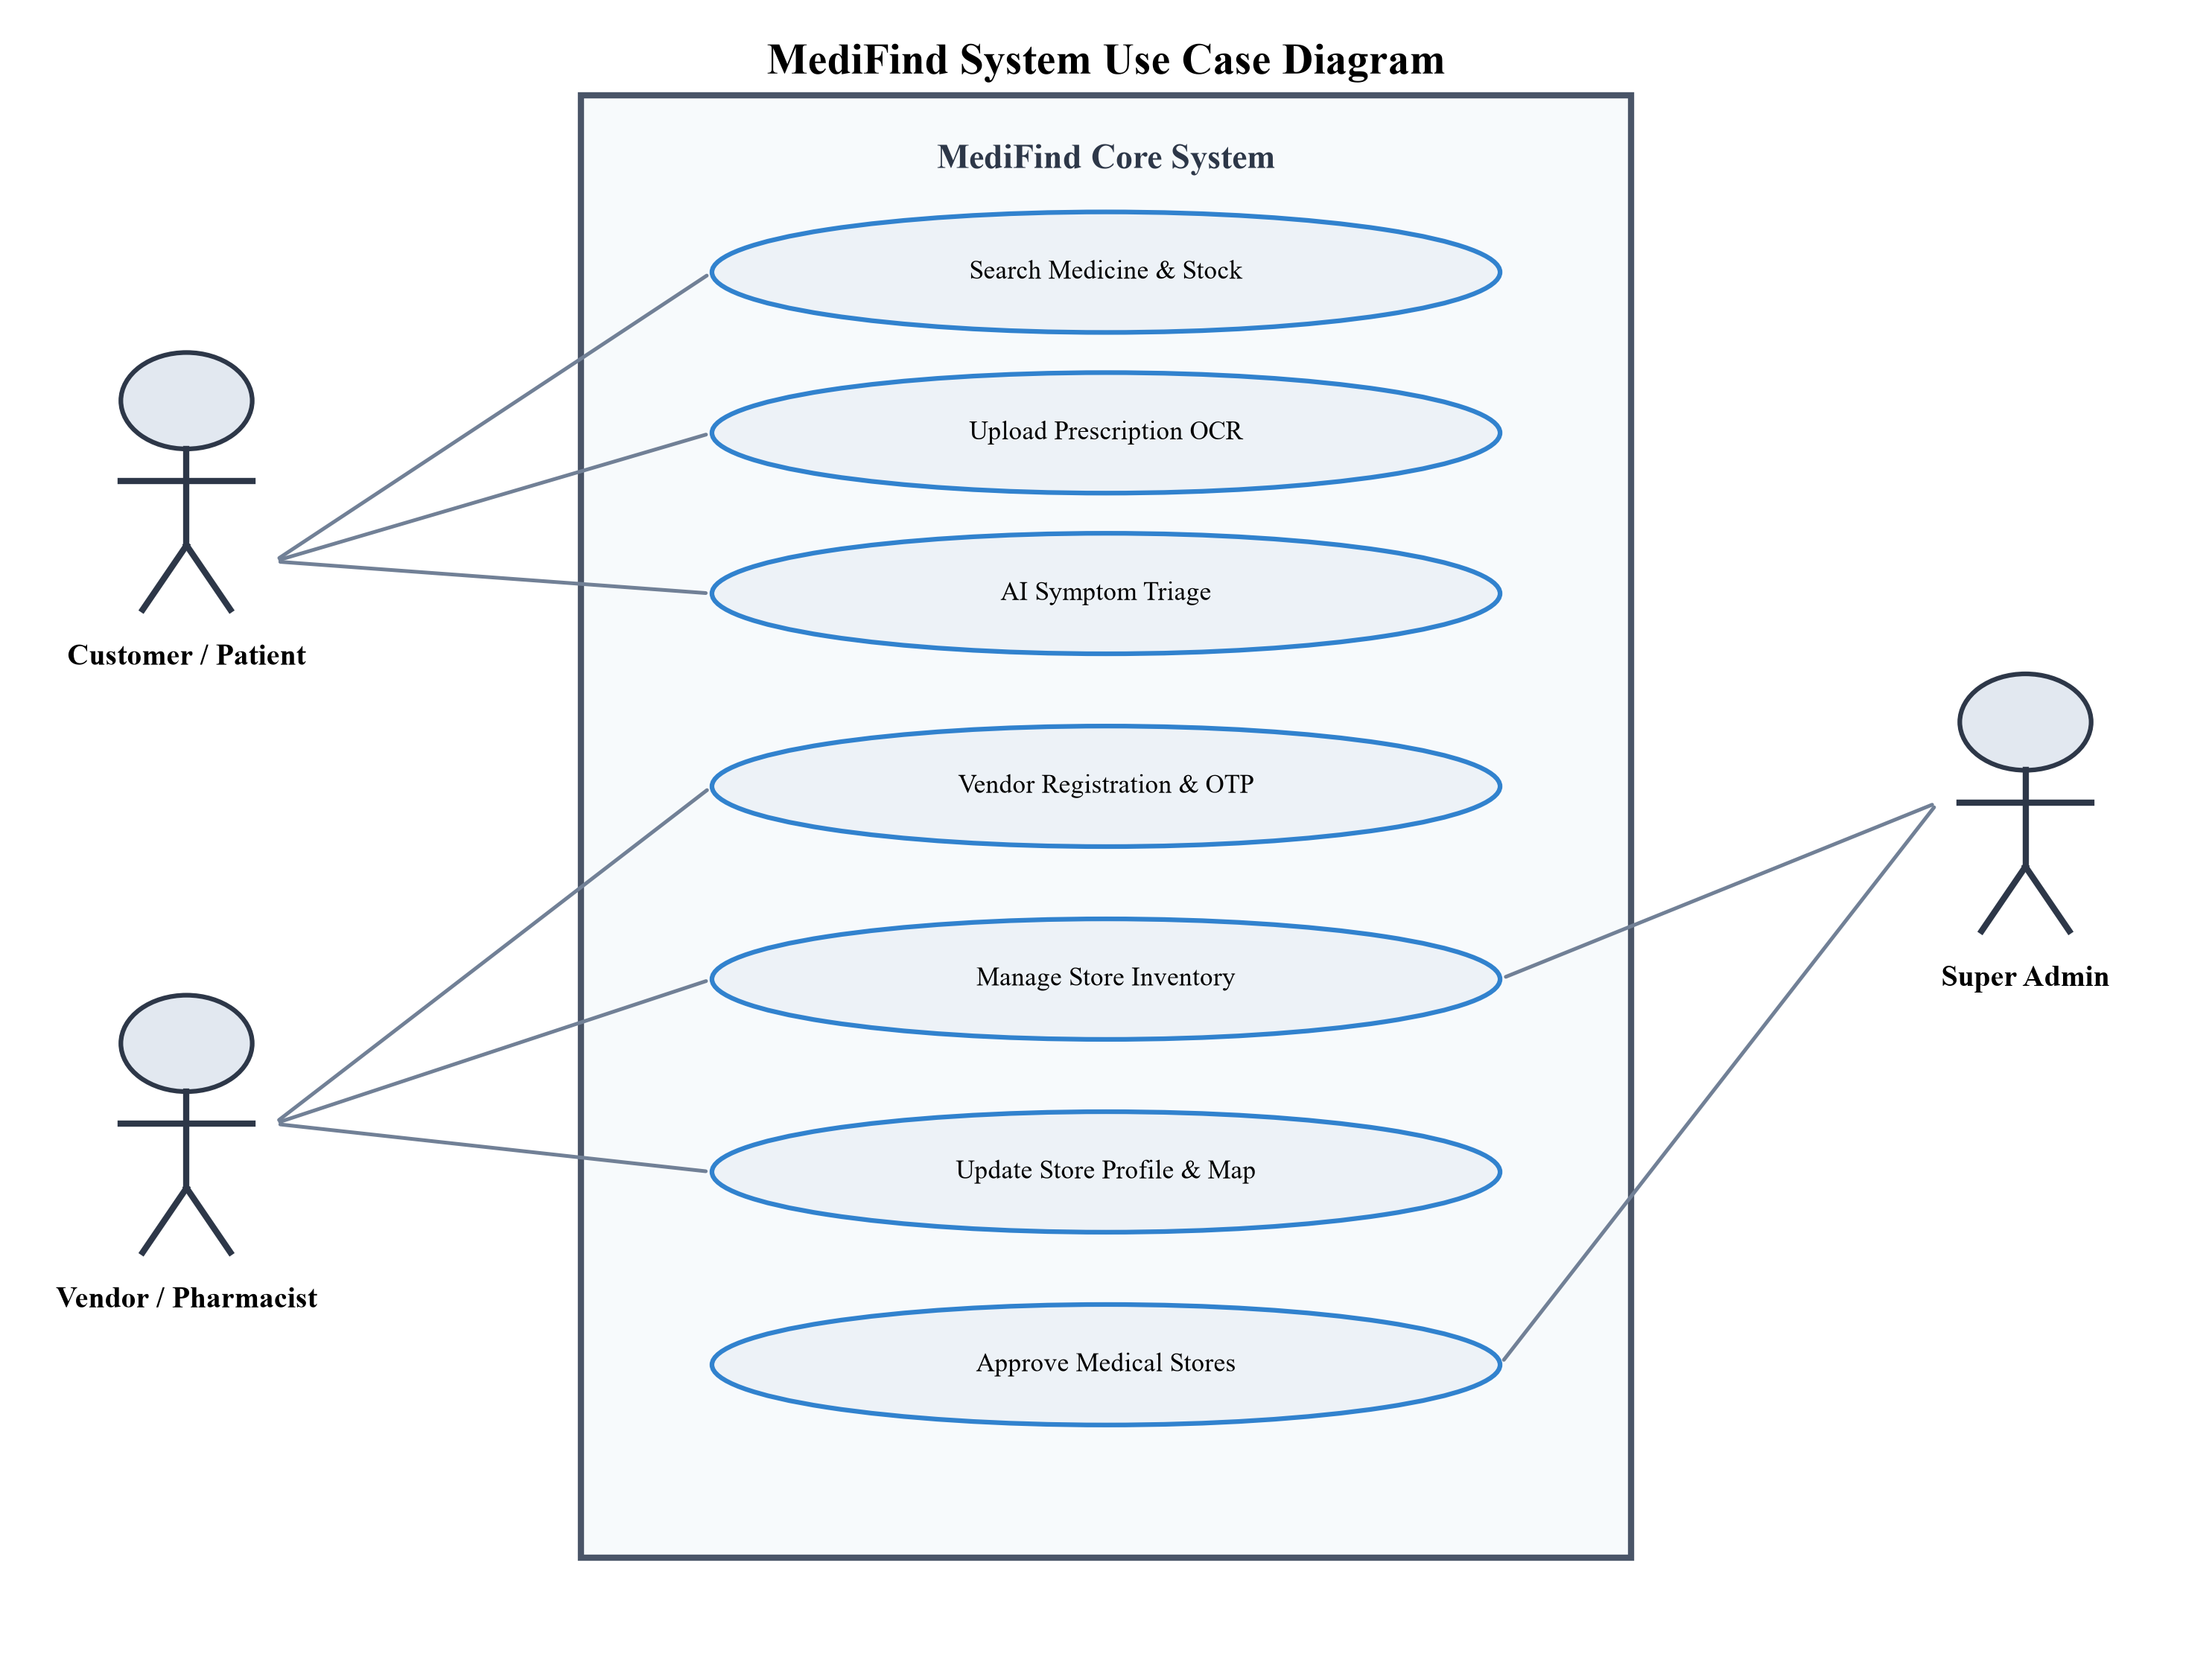 MediFind System Use Case Diagram
MediFind Core System
Search Medicine & Stock
Upload Prescription OCR
AI Symptom Triage
Customer / Patient
Vendor Registration & OTP
Manage Store Inventory
Super Admin
Update Store Profile & Map
Vendor / Pharmacist
Approve Medical Stores